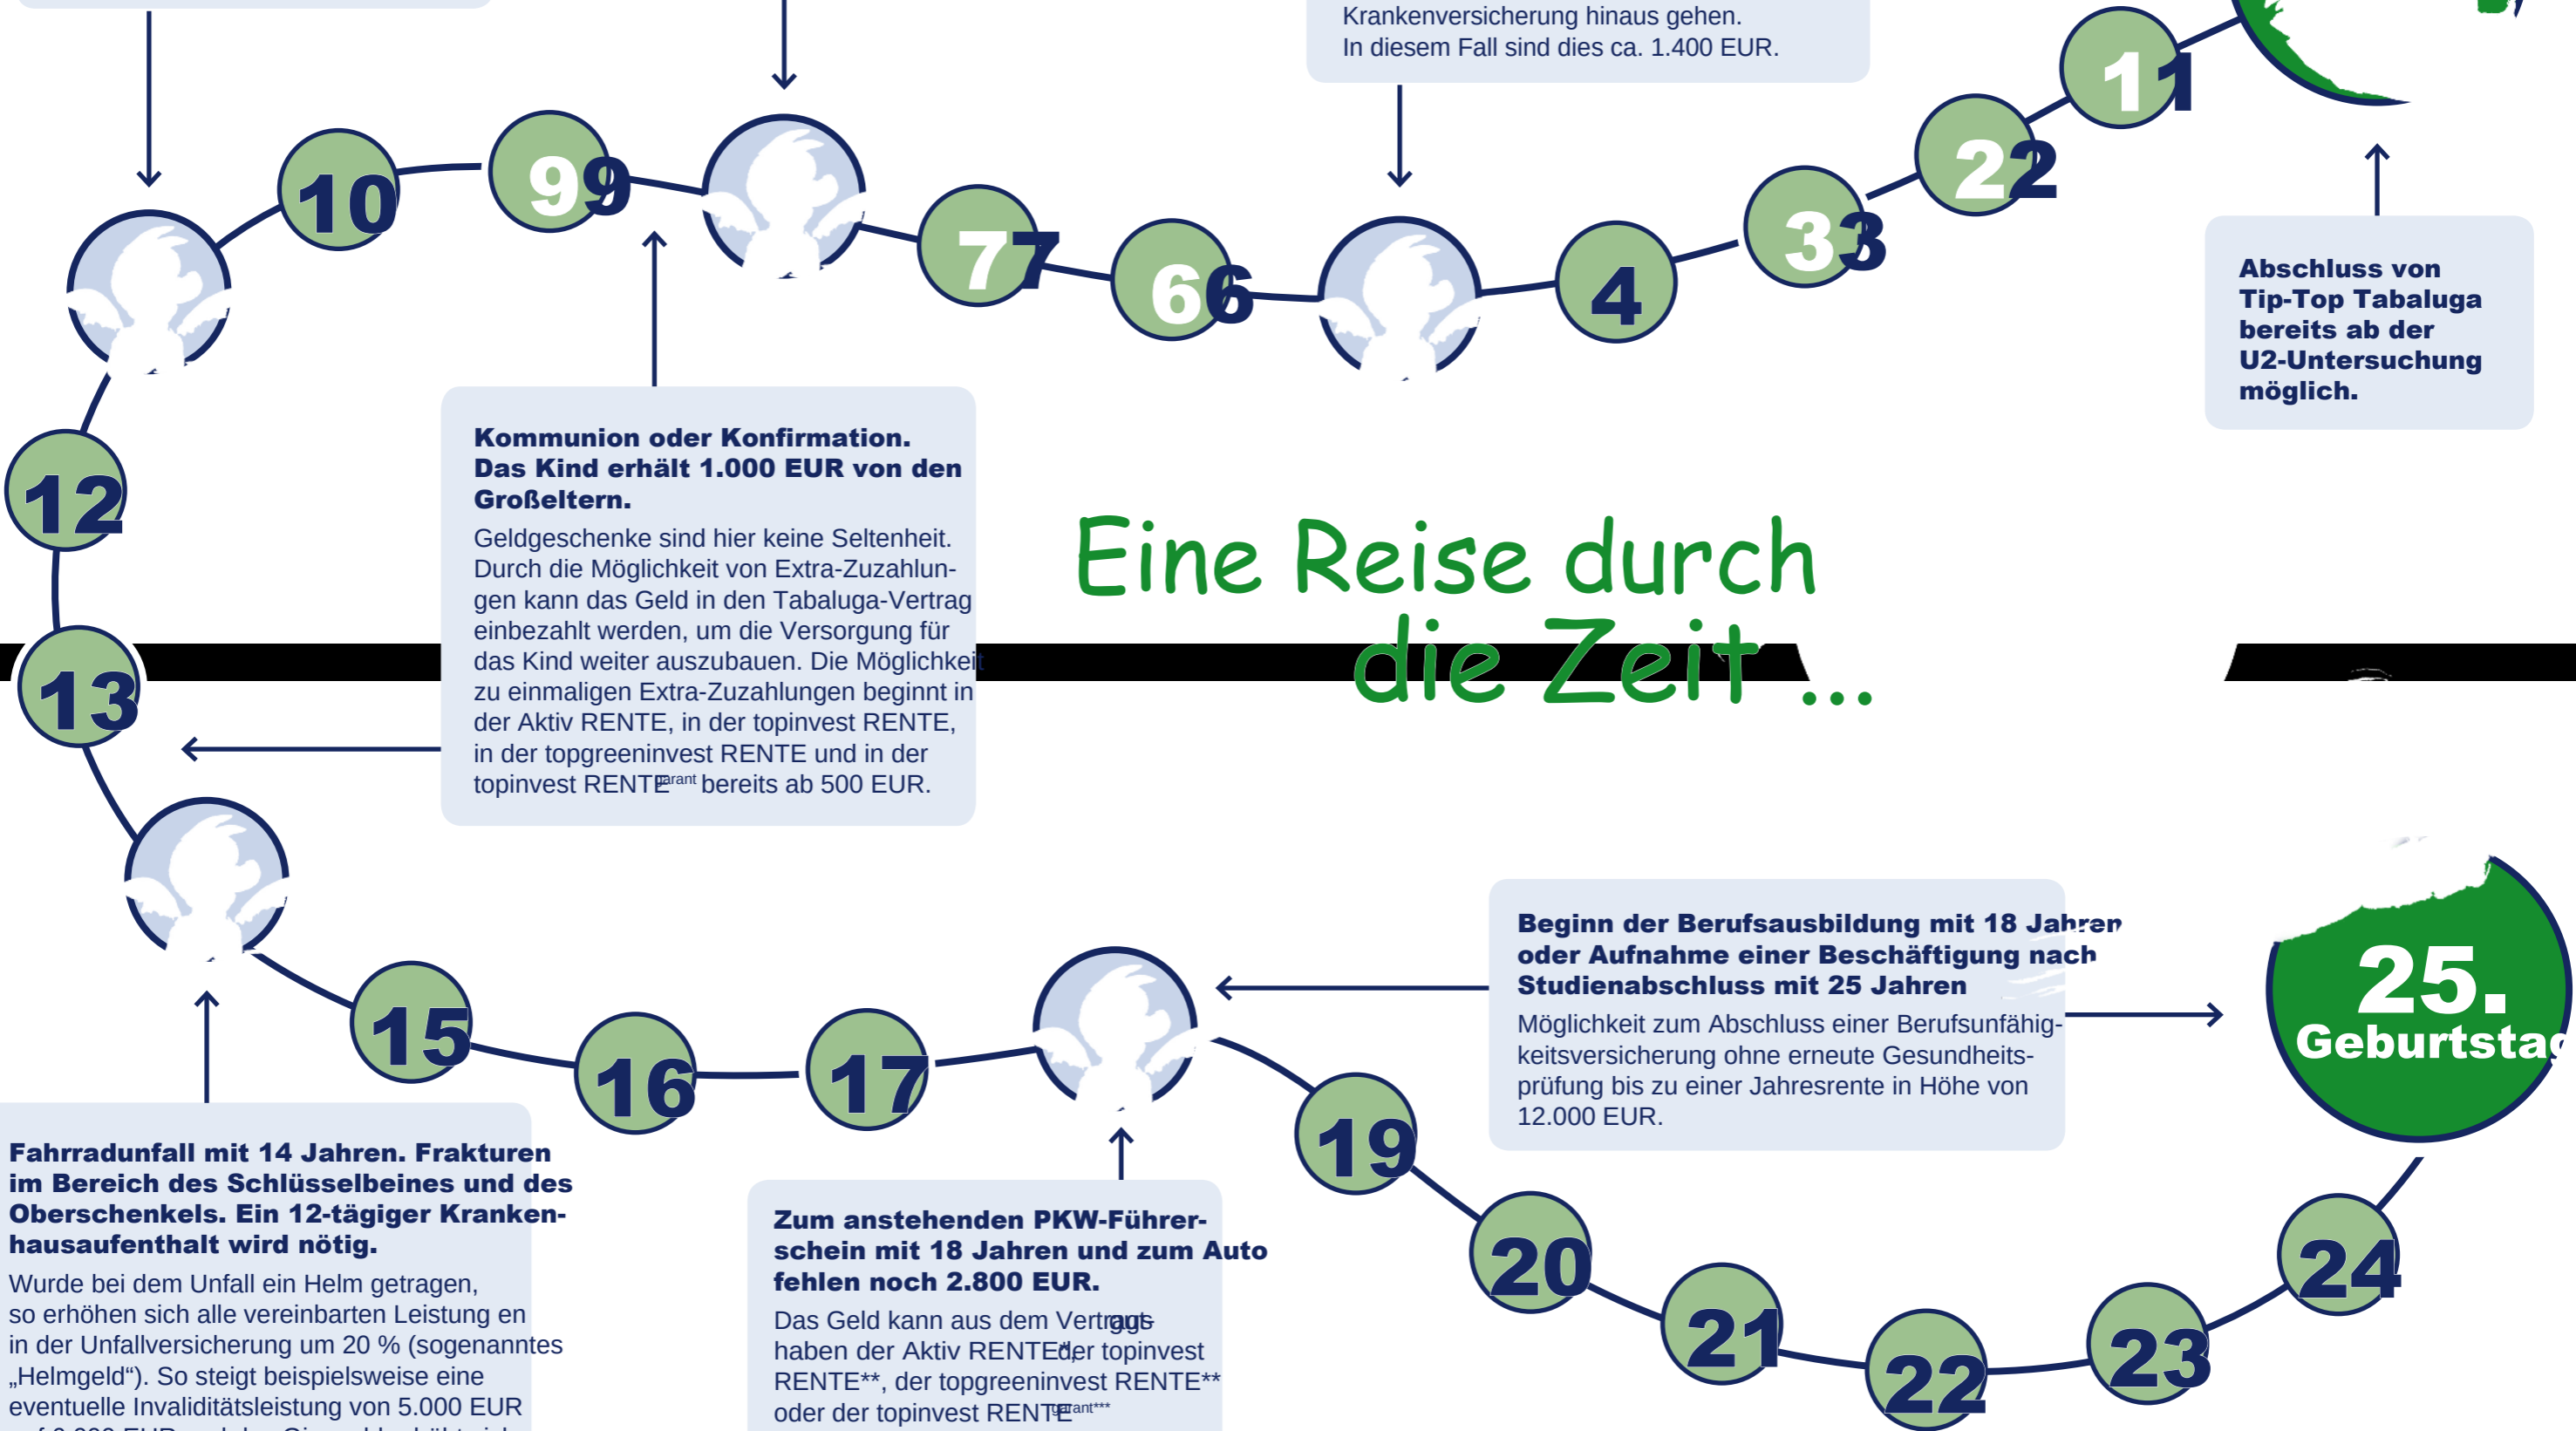 Krankenversicherung hinaus gehen.
In diesem Fall sind dies ca. 1.400 EUR.
11
22
33
4
66
77
99
10
12
13
Abschluss von
Tip-Top Tabaluga
bereits ab der
U2-Untersuchung
möglich.
Kommunion oder Konfirmation.
Das Kind erhält 1.000 EUR von den
Großeltern.
Geldgeschenke sind hier keine Seltenheit.
Durch die Möglichkeit von Extra-Zuzahlun-
gen kann das Geld in den Tabaluga-Vertrag
einbezahlt werden, um die Versorgung für
das Kind weiter auszubauen. Die Möglichkeit
zu einmaligen Extra-Zuzahlungen beginnt in
der Aktiv RENTE, in der topinvest RENTE,
in der topgreeninvest RENTE und in der
topinvest RENTE garant bereits ab 500 EUR.
Eine Reise durch
die Zeit ...
15
16
17
19
20
21
22
23
24
25.
Geburtstag
Beginn der Berufsausbildung mit 18 Jahren
oder Aufnahme einer Beschäftigung nach
Studienabschluss mit 25 Jahren
Möglichkeit zum Abschluss einer Berufsunfähig-
keitsversicherung ohne erneute Gesundheits-
prüfung bis zu einer Jahresrente in Höhe von
12.000 EUR.
Fahrradunfall mit 14 Jahren. Frakturen
im Bereich des Schlüsselbeines und des
Oberschenkels. Ein 12-tägiger Kranken-
hausaufenthalt wird nötig.
Wurde bei dem Unfall ein Helm getragen,
so erhöhen sich alle vereinbarten Leistung en
in der Unfallversicherung um 20 % (sogenanntes
„Helmgeld“). So steigt beispielsweise eine
eventuelle Invaliditätsleistung von 5.000 EUR
Zum anstehenden PKW-Führer-
schein mit 18 Jahren und zum Auto
fehlen noch 2.800 EUR.
Das Geld kann aus dem Vertragsgut-
haben der Aktiv RENTE*, der topinvest
RENTE**, der topgreeninvest RENTE**
oder der topinvest RENTE garant***